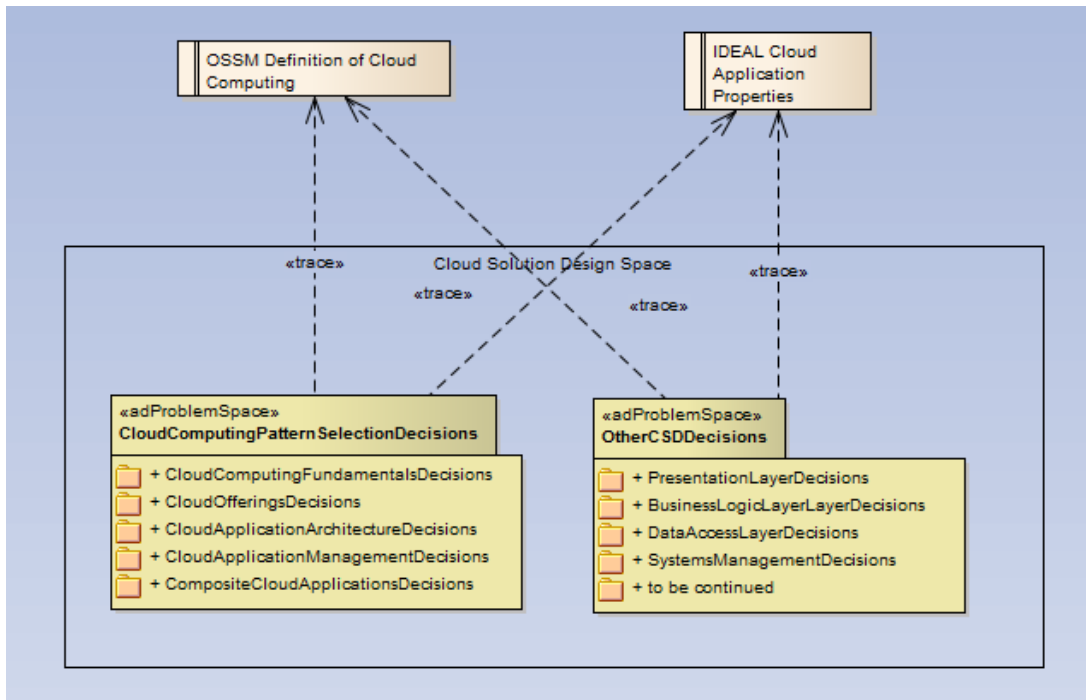 OSSM Definition of Cloud
Computing
IDEAL Cloud
Application
Properties
«trace»
Cloud Solution Design Space
«trace»
«trace»
«trace»
«adProblemSpace»
CloudComputingPatternSelectionDecisions
+ CloudComputingFundamentalsDecisions
+ CloudOfferingsDecisions
+ CloudApplicationArchitectureDecisions
+ CloudApplicationManagementDecisions
+ CompositeCloudApplicationsDecisions
«adProblemSpace»
OtherCSDDecisions
+ PresentationLayerDecisions
+ BusinessLogicLayerLayerDecisions
+ DataAccessLayerDecisions
+ SystemsManagementDecisions
+ to be continued